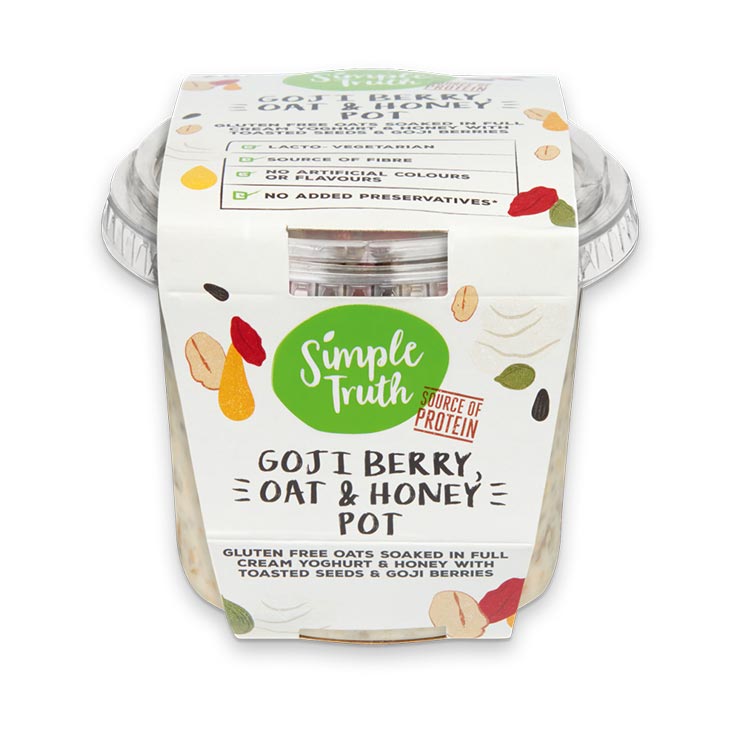 Simple
Truth
SOURCE OF
PROTEIN
GOJI BERRY,
OAT & HONEY
POT
GLUTEN FREE OATS SOAKED IN FULL
CREAM YOGHURT & HONEY WITH
TOASTED SEEDS & GOJI BERRIES
LACTO- VEGETARIAN
SOURCE OF FIBRE
NO ARTIFICIAL COLOURS
OR FLAVOURS
NO ADDED PRESERVATIVES*
Simple
Truth
SOURCE OF
PROTEIN
GOJI BERRY,
OAT & HONEY
POT
GLUTEN FREE OATS SOAKED IN FULL
CREAM YOGHURT & HONEY WITH
TOASTED SEEDS & GOJI BERRIES